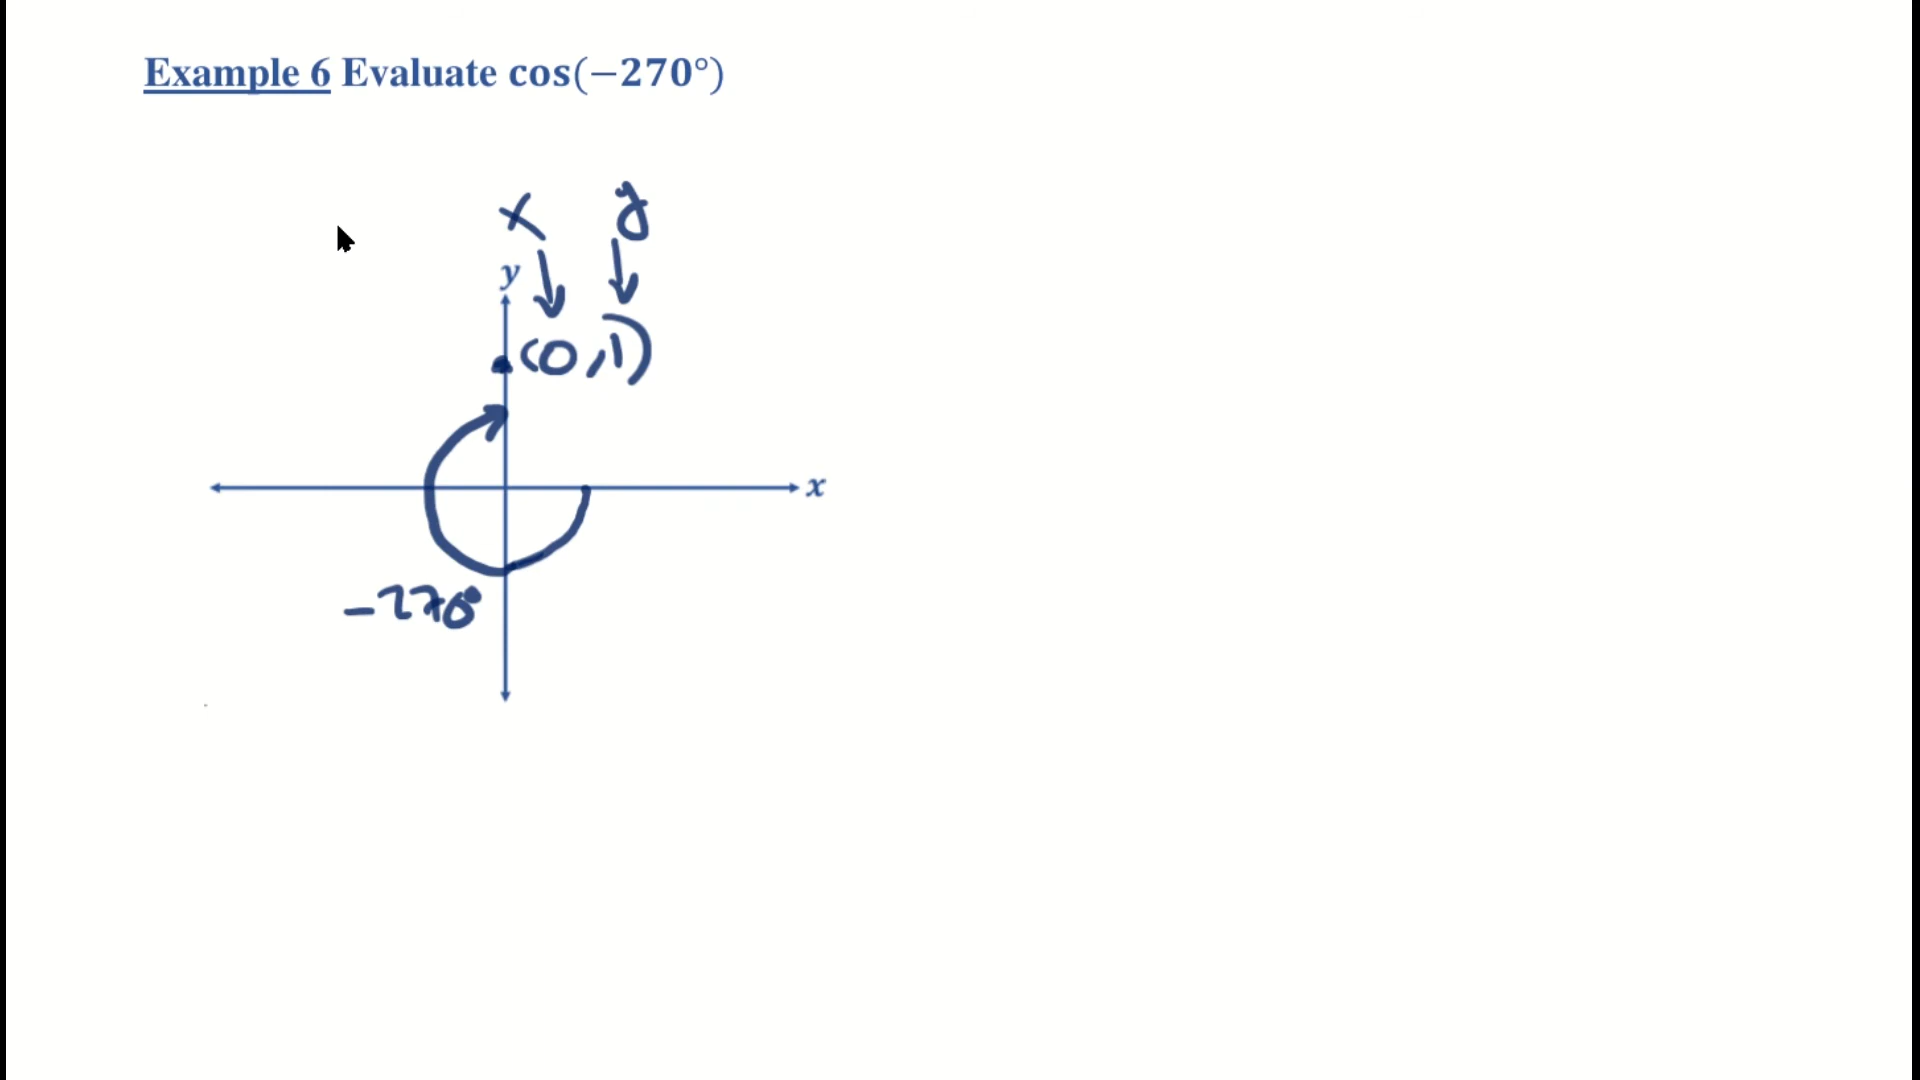 Example 6 Evaluate cos(−270°)
x y
y
(0,1)
x
-270°